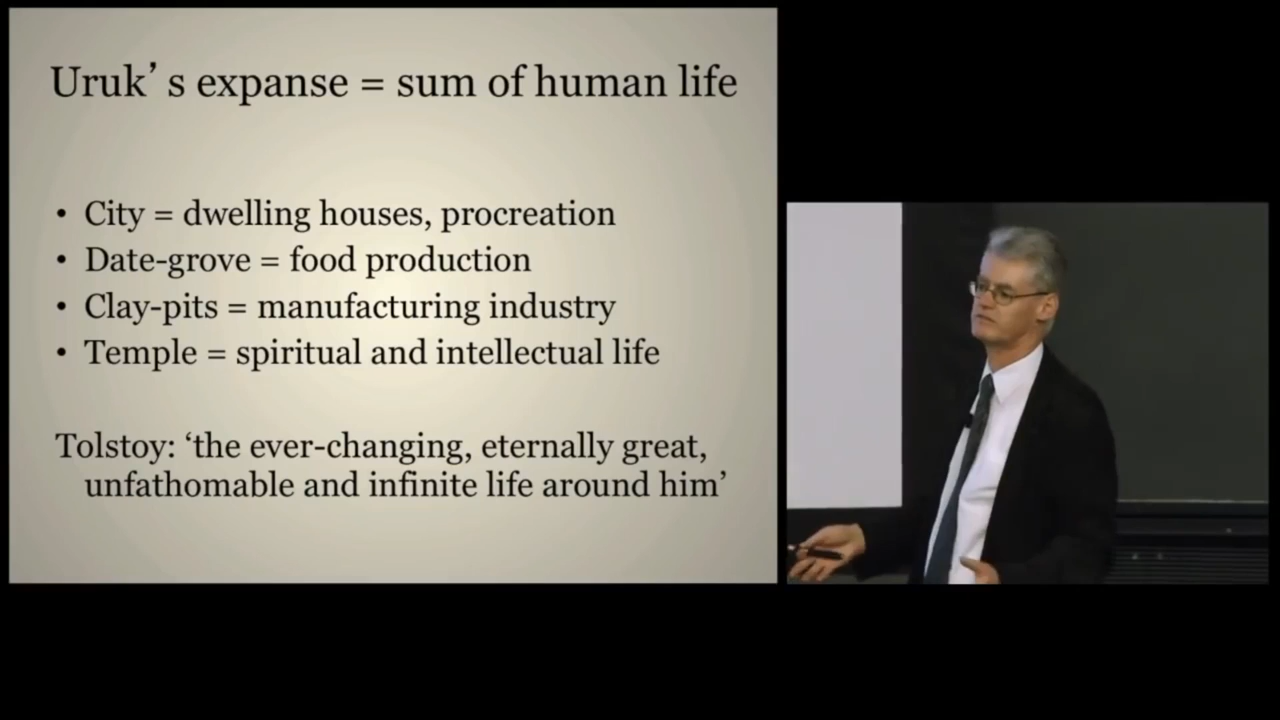 Uruk’ s expanse = sum of human life
• City = dwelling houses, procreation
• Date-grove = food production
• Clay-pits = manufacturing industry
• Temple = spiritual and intellectual life
Tolstoy: ‘the ever-changing, eternally great,
unfathomable and infinite life around him’